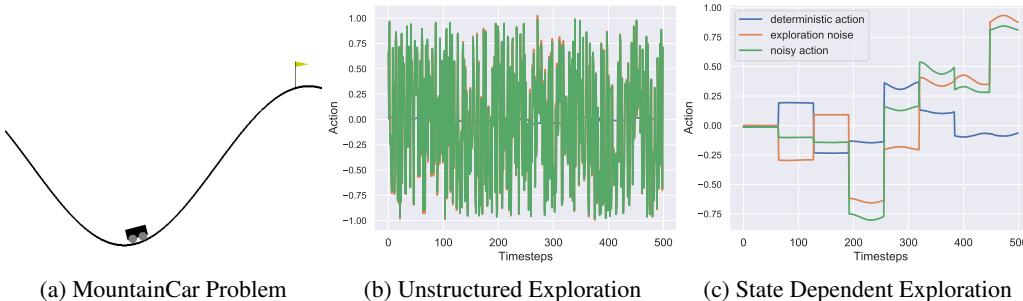 1.00
0.75
0.50
0.25
0.00
−0.25
−0.50
−0.75
−1.00
Action
0 100 200 300 400 500
Timesteps
deterministic action
exploration noise
noisy action
1.00
0.75
0.50
0.25
0.00
−0.25
−0.50
−0.75
Action
0 100 200 300 400 500
Timesteps
(a) MountainCar Problem
(b) Unstructured Exploration
(c) State Dependent Exploration